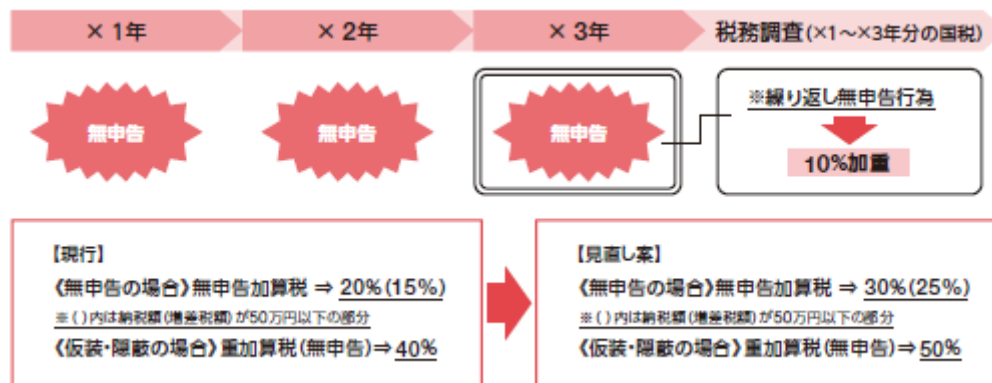 × 1年
× 2年
× 3年
税務調査(×1～×3年分の国税)
無申告
無申告
無申告
※繰り返し無申告行為
10%加重
【現行】
《無申告の場合》無申告加算税 ⇒ 20%(15%)
※( )内は納税額(増差税額)が50万円以下の部分
《仮装・隠蔽の場合》重加算税(無申告)⇒40%
【見直し案】
《無申告の場合》無申告加算税 ⇒ 30%(25%)
※( )内は納税額(増差税額)が50万円以下の部分
《仮装・隠蔽の場合》重加算税(無申告)⇒50%